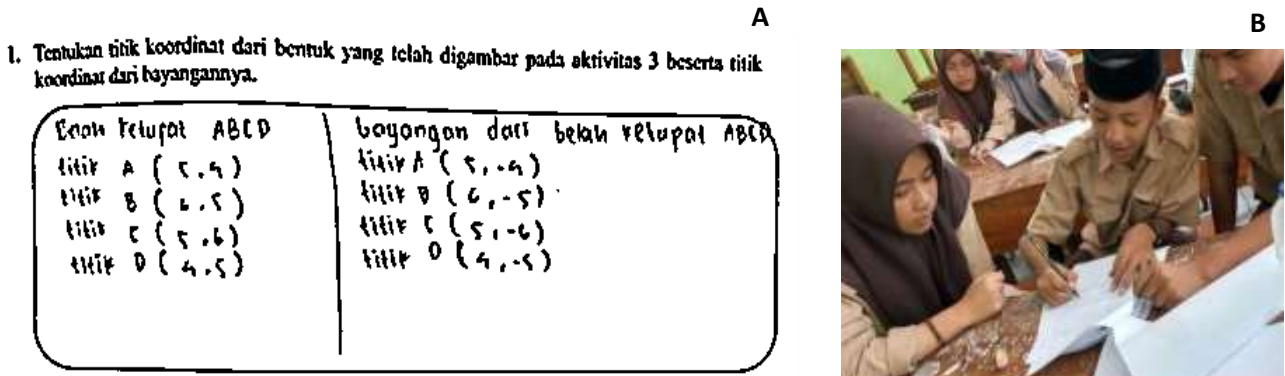 A
B
1. Tentukan titik koordinat dari bentuk yang telah digambar pada aktivitas 3 beserta titik
koordinat dari bayangannya.
ketupat ABCD
titik A (5,4)
titik B (6,5)
titik C (5,6)
titik D (4,5)
bayangan dari belah ketupat ABCD
titik A (5,-4)
titik B (6,-5)
titik C (5,-6)
titik D (4,-5)